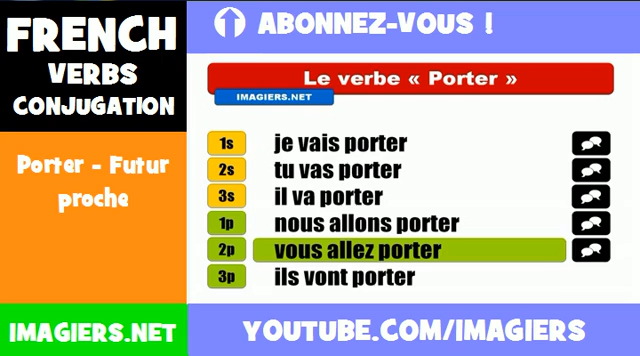 FRENCH
VERBS
CONJUGATION
Porter - Futur
proche
IMAGIERS.NET
ABONNEZ-VOUS !
Le verbe « Porter »
IMAGIERS.NET
1s je vais porter
2s tu vas porter
3s il va porter
1p nous allons porter
2p vous allez porter
3p ils vont porter
YOUTUBE.COM/IMAGIERS